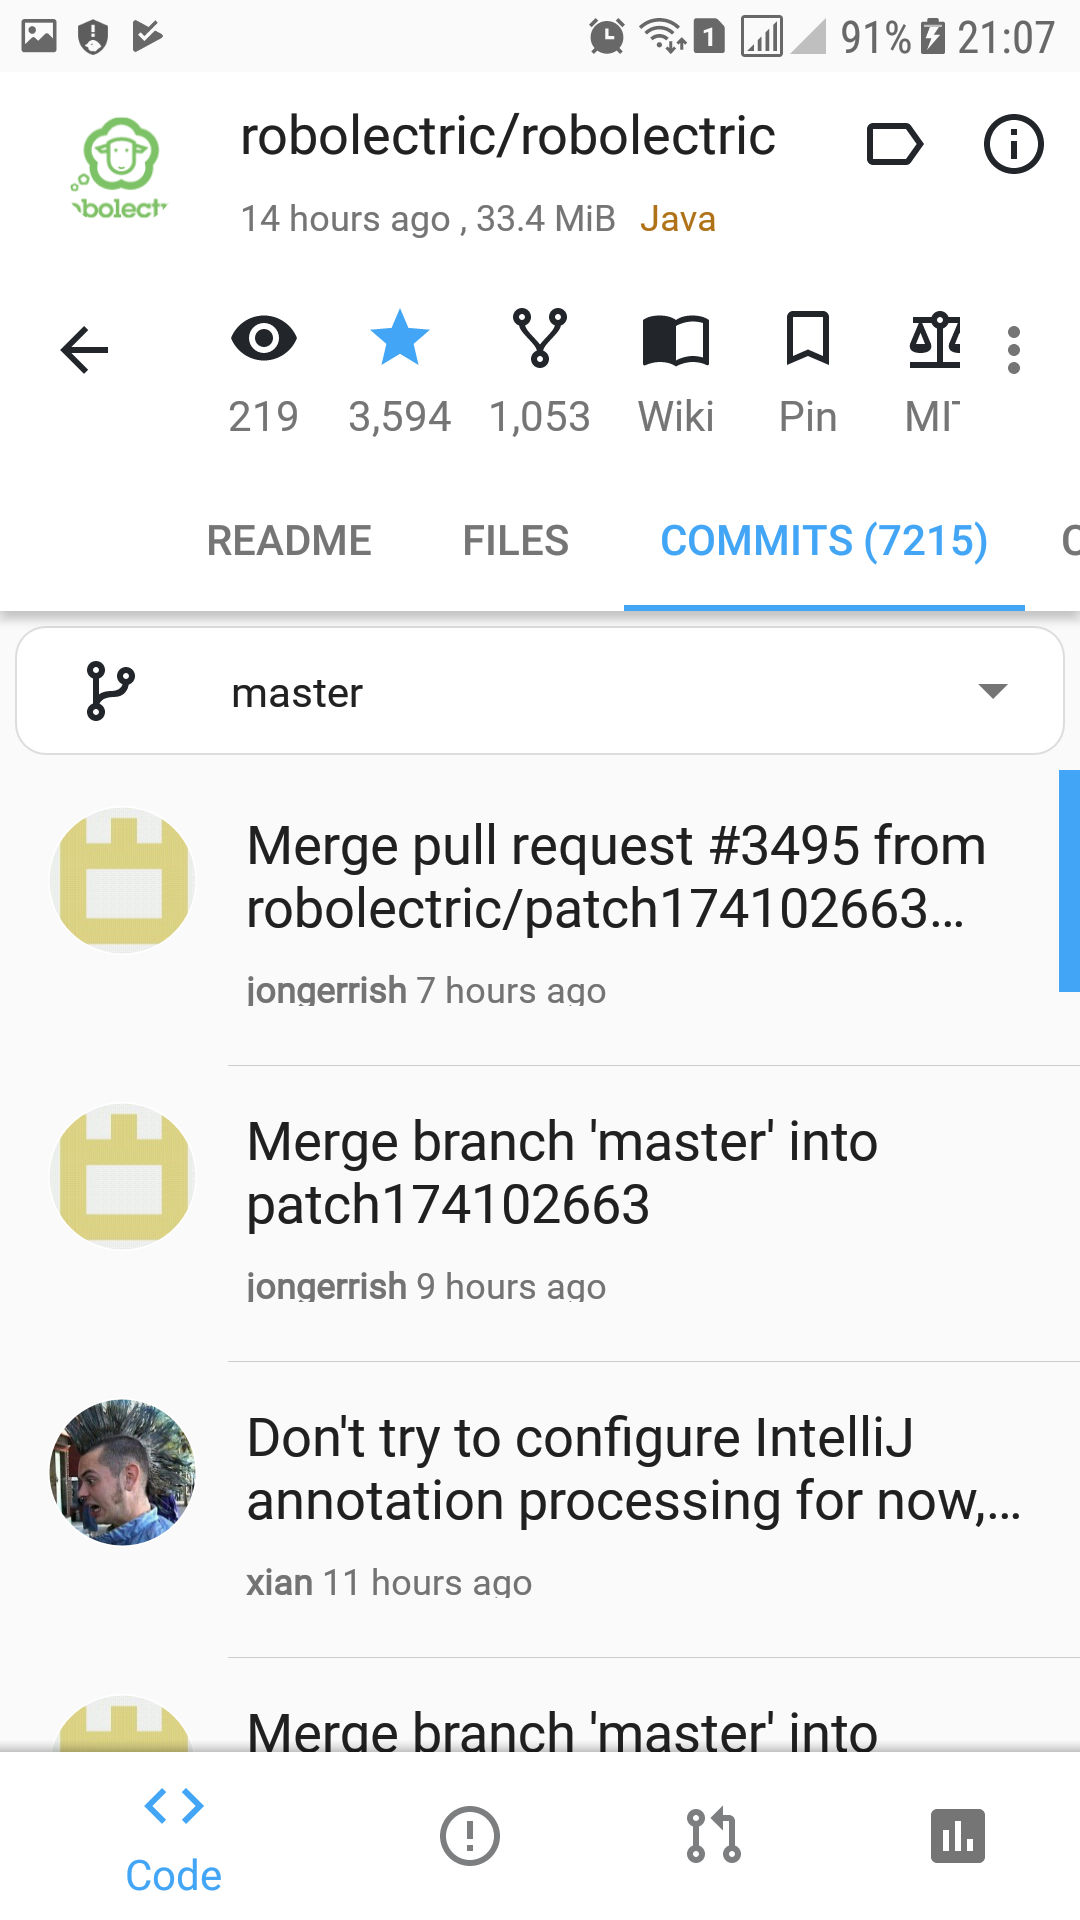 1 91% 21:07
robolectric/robolectric
bolect
14 hours ago , 33.4 MiB Java
219 3,594 1,053 Wiki Pin MIT
README FILES COMMITS (7215)
master
Merge pull request #3495 from
robolectric/patch174102663...
jongerrish 7 hours ago
Merge branch 'master' into
patch174102663
jongerrish 9 hours ago
Don't try to configure IntelliJ
annotation processing for now,...
xian 11 hours ago
Merge branch 'master' into
Code